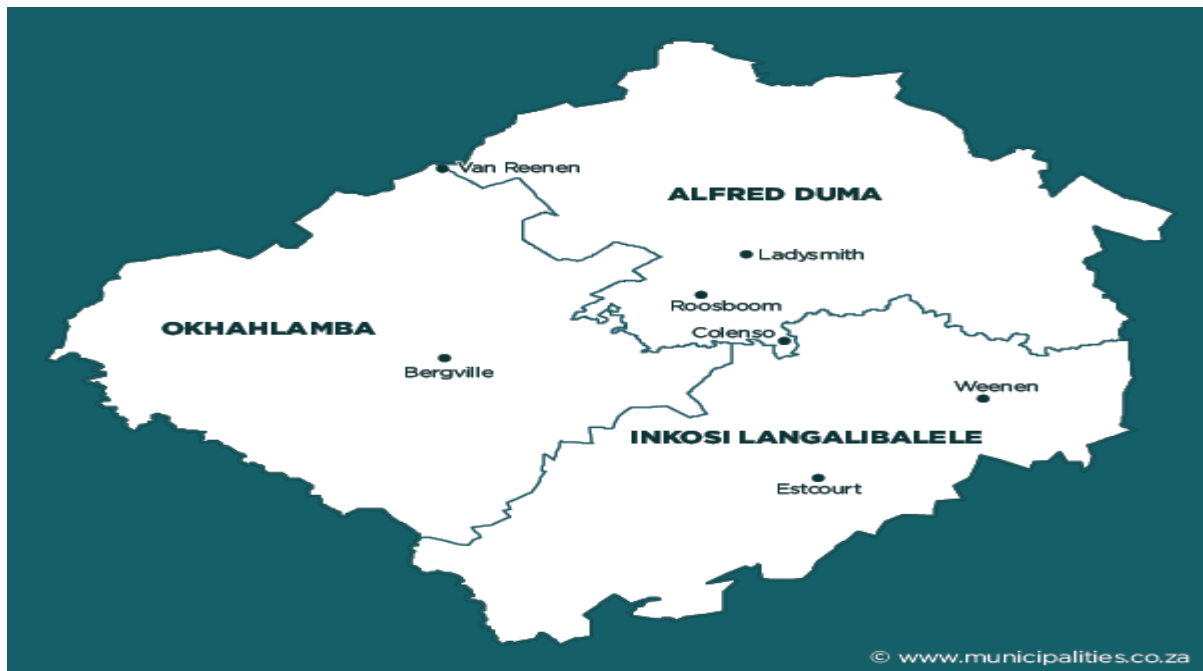 Van Reenen
ALFRED DUMA
Ladysmith
Roosboom
OKHAHLAMBA
Colenso
Bergville
Weenen
INKOSI LANGALIBALELE
Estcourt
© www.municipalities.co.za